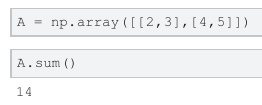 A = np.array([[2,3],[4,5]])
A.sum()
14